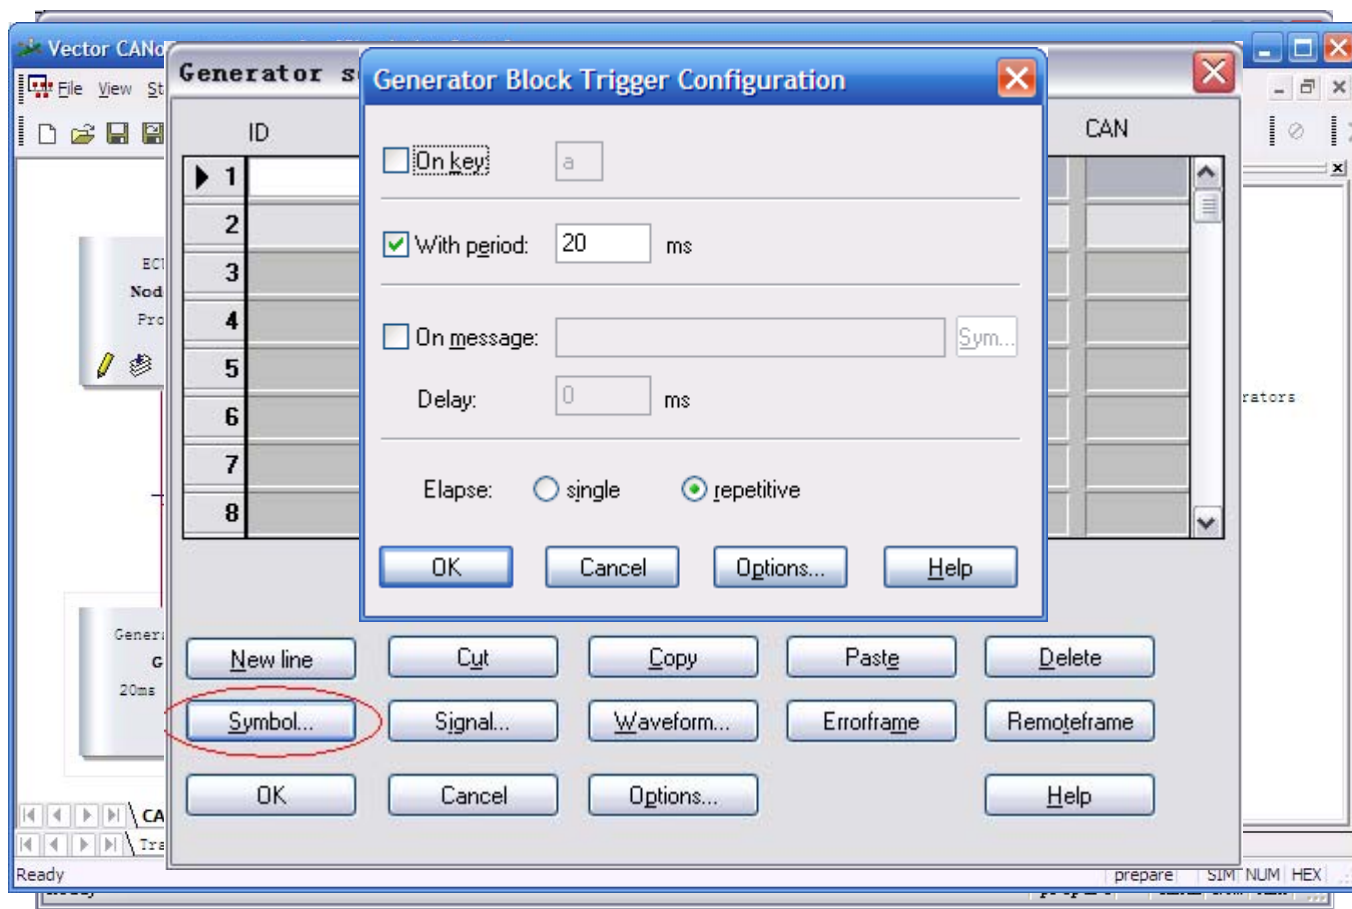 Vector CANo
Generator s
Generator Block Trigger Configuration
File View St
ID
CAN
On key:
a
1
2
With period:
20
ms
3
4
On message:
Sym...
5
Delay:
0
ms
6
7
Elapse:
single
repetitive
8
OK
Cancel
Options...
Help
Nod
Pro
rators
Gener
G
20ms
New line
Cut
Copy
Paste
Delete
Symbol...
Signal...
Waveform...
Errorframe
Remoteframe
OK
Cancel
Options...
Help
CA
Tra
Ready
prepare
SIM
NUM
HEX